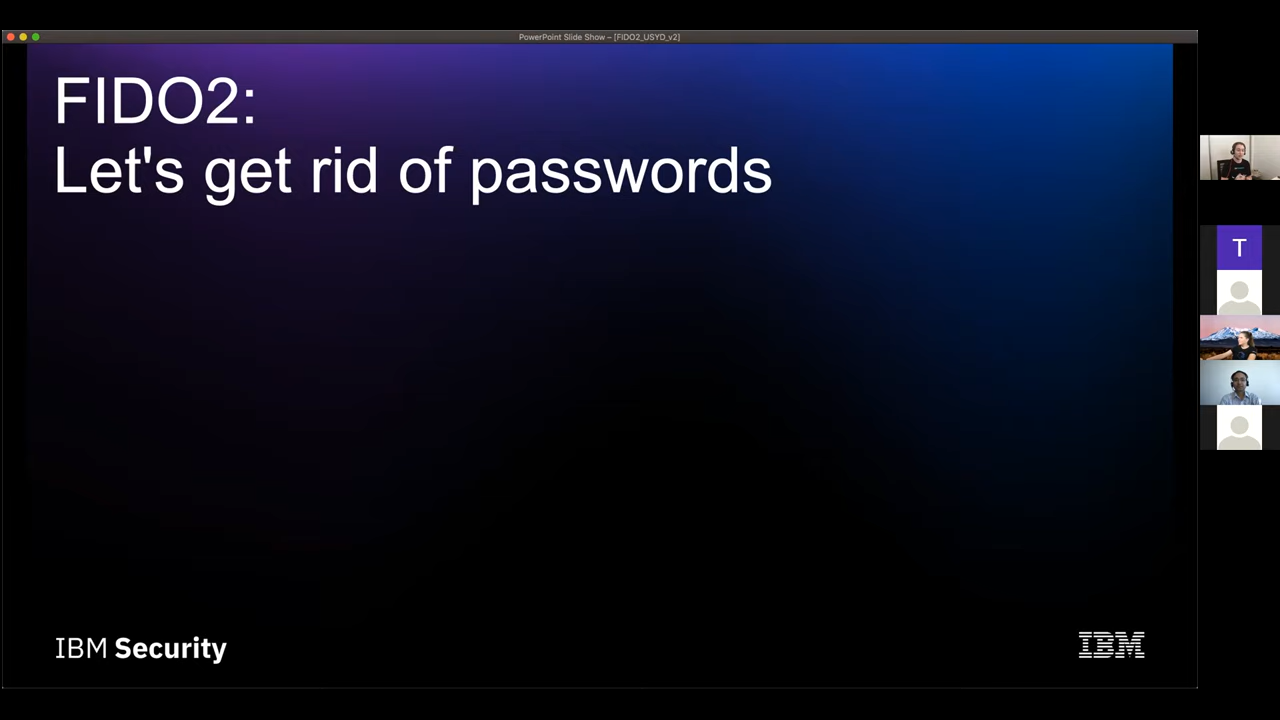 PowerPoint Slide Show – [FIDO2_USYD_v2]
FIDO2:
Let's get rid of passwords
T
IBM Security
IBM